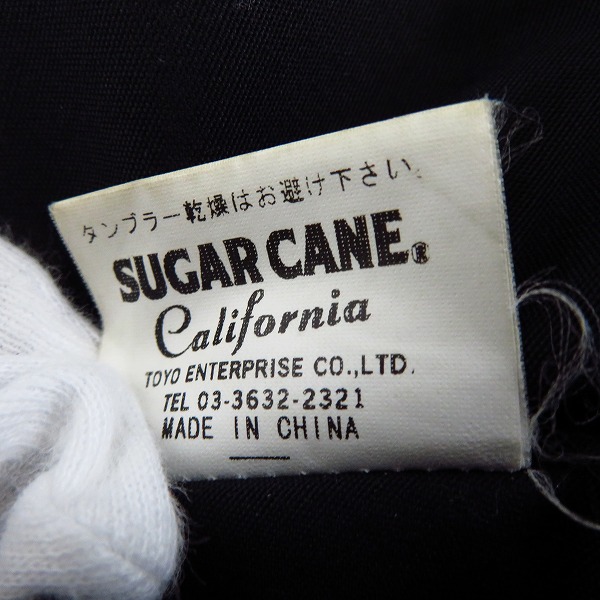 タンブラー乾燥はお避け下さい。
SUGAR CANE®
California
TOYO ENTERPRISE CO.,LTD.
TEL 03-3632-2321
MADE IN CHINA